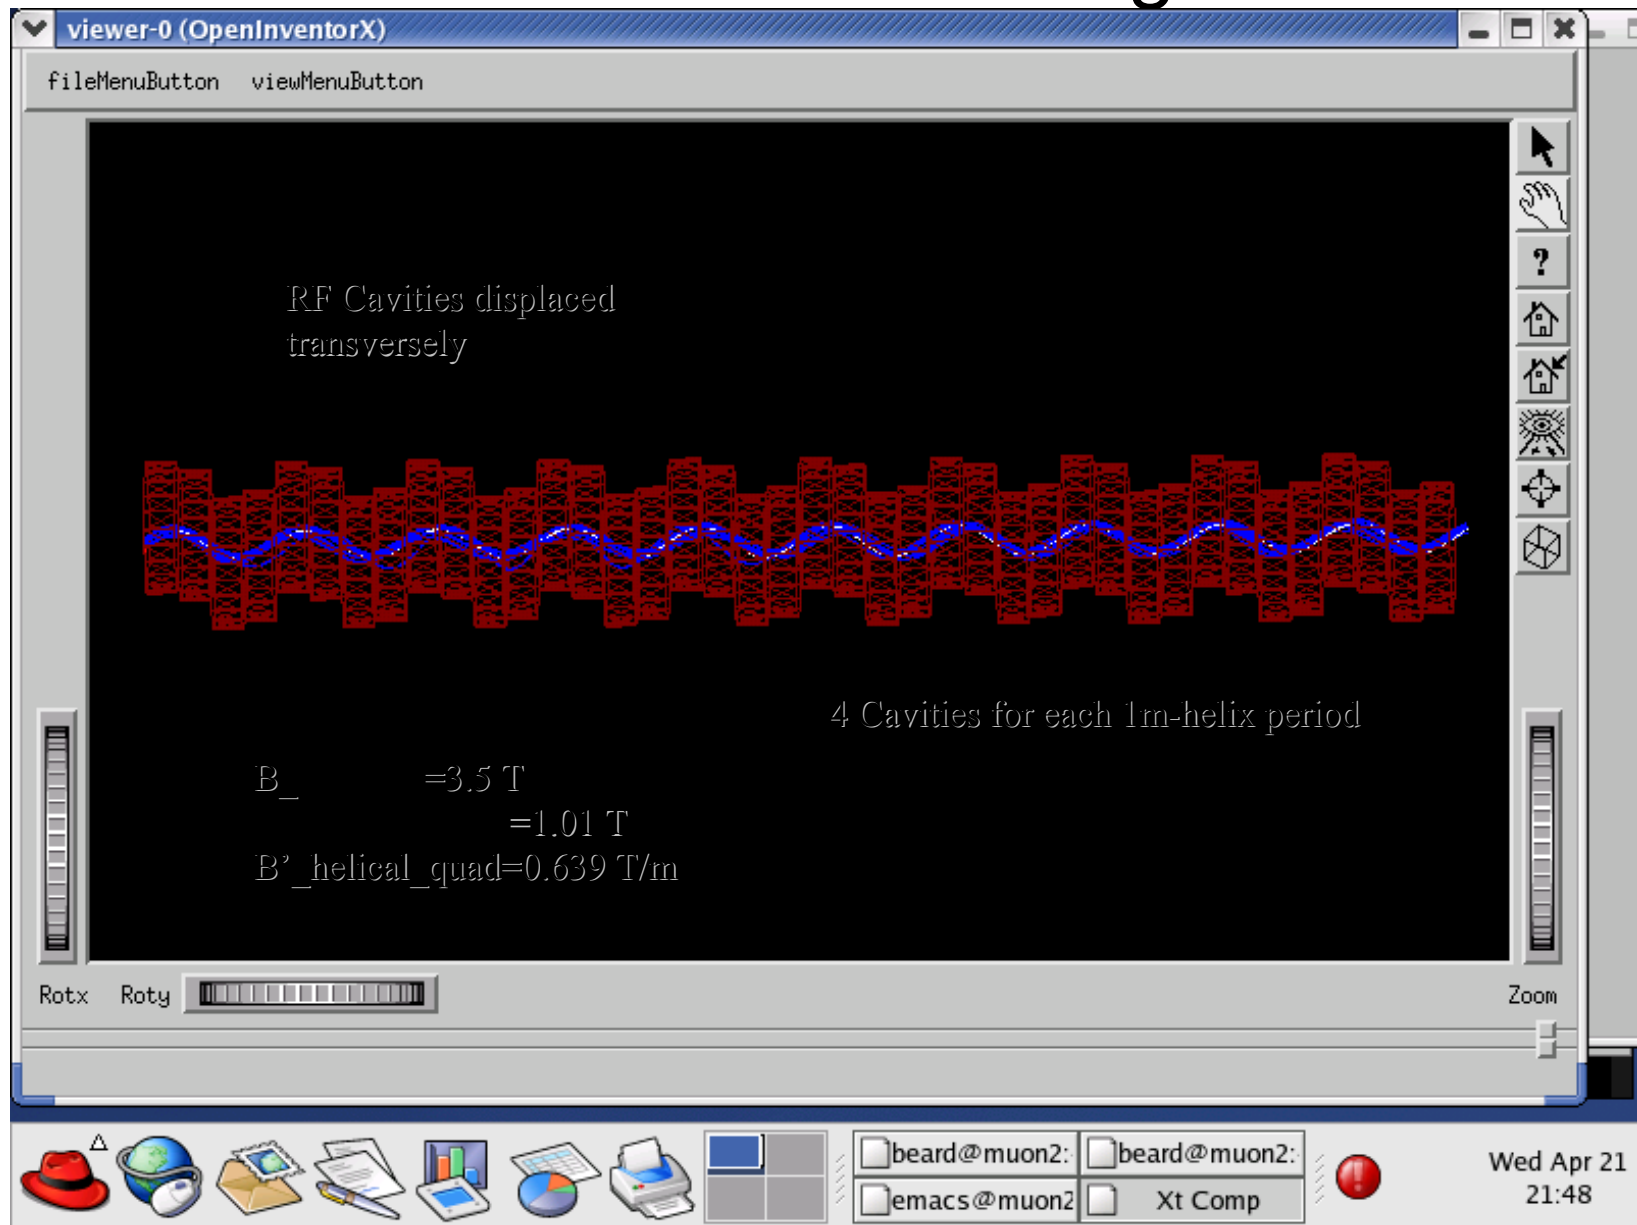 viewer-0 (OpenInventorX)
fileMenuButton viewMenuButton
RF Cavities displaced
transversely
4 Cavities for each 1m-helix period
B_ =3.5 T
=1.01 T
B’_helical_quad=0.639 T/m
Rotx Roty Zoom
beard@muon2: beard@muon2:
emacs@muon2 Xt Comp
Wed Apr 21
21:48